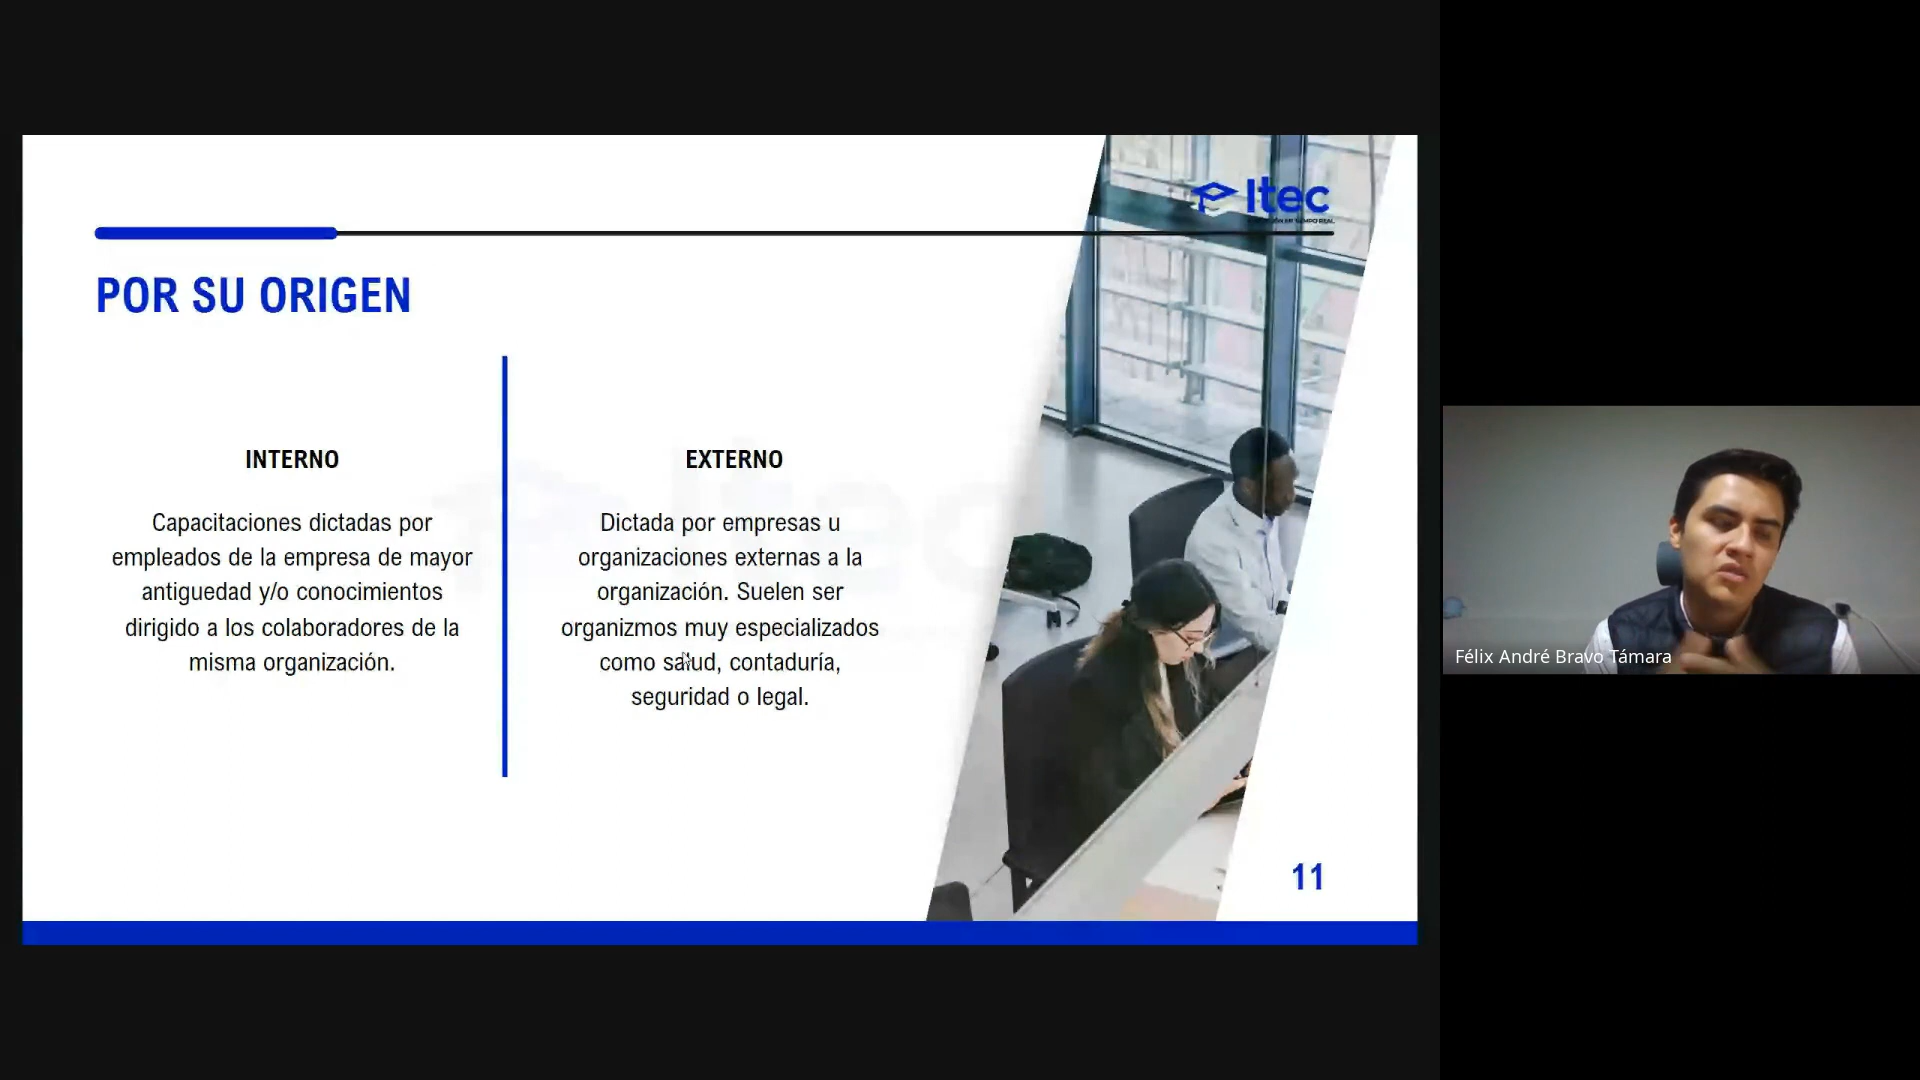 Itec
POR SU ORIGEN
INTERNO
Capacitaciones dictadas por
empleados de la empresa de mayor
antiguedad y/o conocimientos
dirigido a los colaboradores de la
misma organización.
EXTERNO
Dictada por empresas u
organizaciones externas a la
organización. Suelen ser
organizmos muy especializados
como salud, contaduría,
seguridad o legal.
11
Félix André Bravo Támara